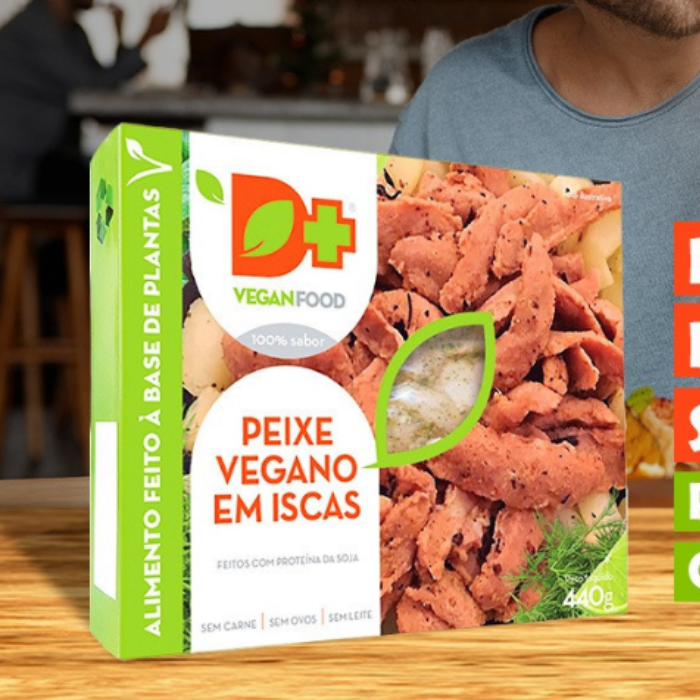 ALIMENTO FEITO À BASE DE PLANTAS
D+
VEGANFOOD
100% sabor
PEIXE
VEGANO
EM ISCAS
FEITOS COM PROTEÍNA DA SOJA
SEM CARNE | SEM OVOS | SEM LEITE
440g